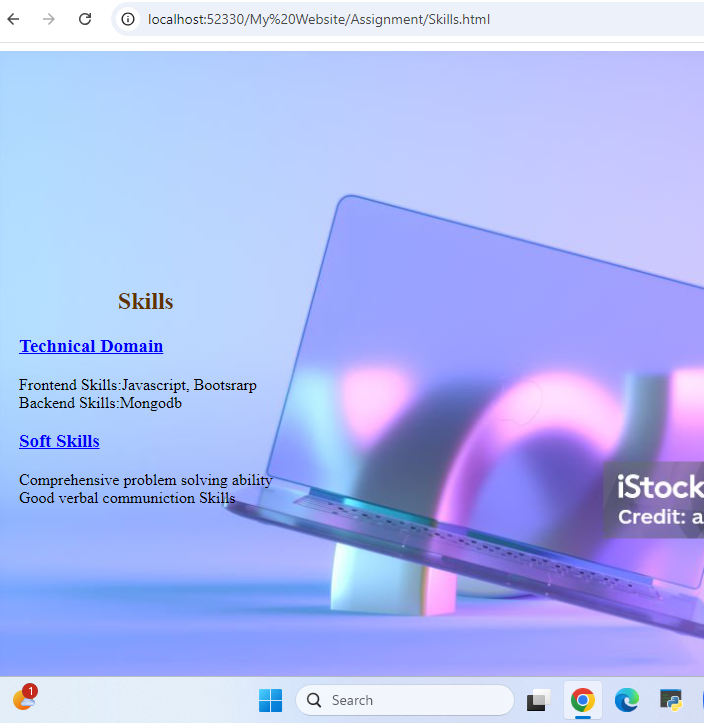 localhost:52330/My%20Website/Assignment/Skills.html
Skills
Technical Domain
Frontend Skills:Javascript, Bootsrarp
Backend Skills:Mongodb
Soft Skills
Comprehensive problem solving ability
Good verbal communiction Skills
iStock
Credit: a
1
Search